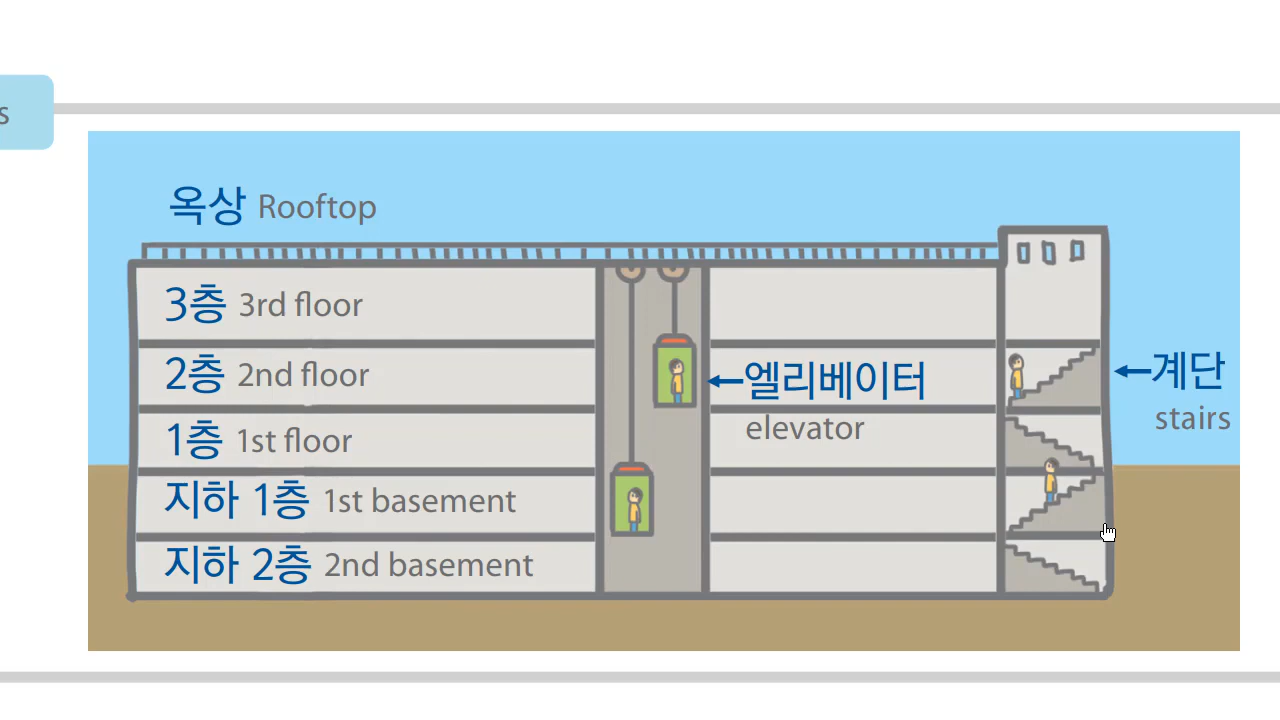 s
옥상 Rooftop
3층 3rd floor
2층 2nd floor
←엘리베이터
elevator
←계단
stairs
1층 1st floor
지하 1층 1st basement
지하 2층 2nd basement